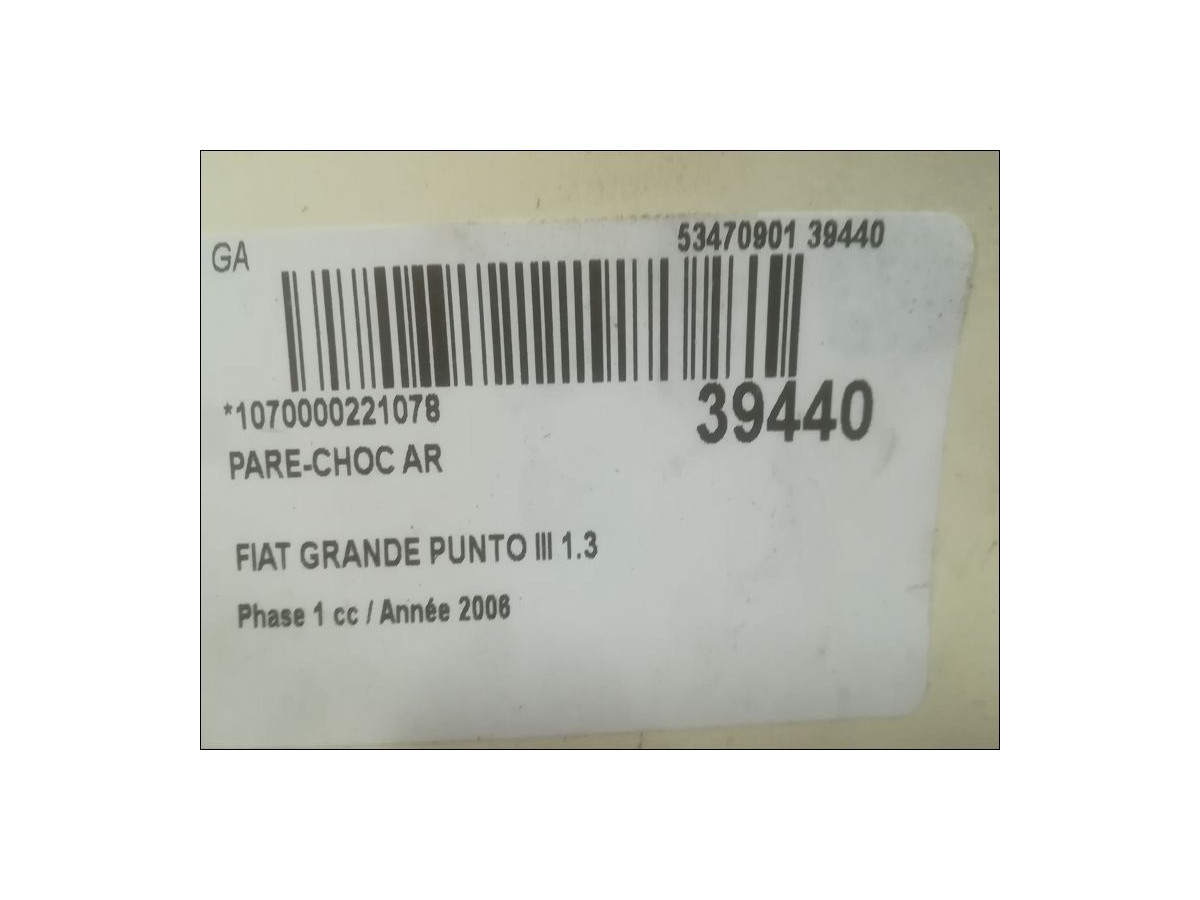 GA
53470901 39440
*1070000221078
39440
PARE-CHOC AR
FIAT GRANDE PUNTO III 1.3
Phase 1 cc / Année 2006